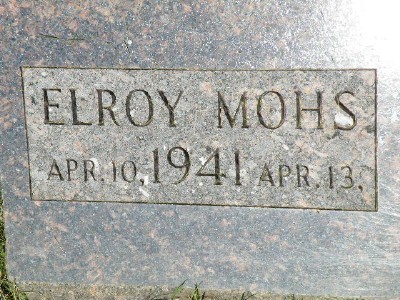 ELROY MOHS
APR. 10, 1941 APR. 13,